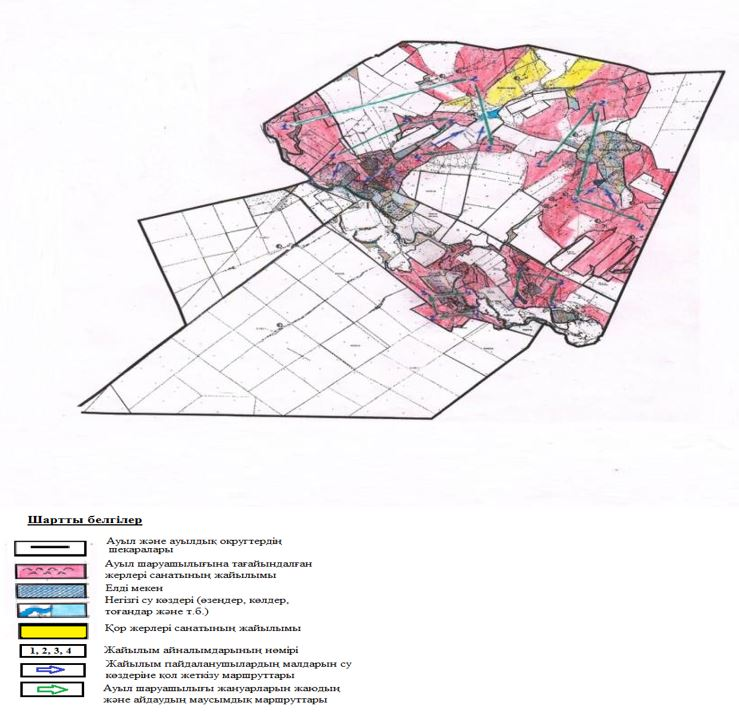 Шартты белгілер
Ауыл және ауылдық округтердің
шекаралары
Ауыл шаруашылығына тағайындалған
жерлері санатының жайылымы
Елді мекен
Негізгі су көздері (өзендер, көлдер,
тоғандар және т.б.)
Қор жерлері санатының жайылымы
1, 2, 3, 4 Жайылым айналымдарының нөмірі
Жайылым пайдаланушылардың малдарын су
көздеріне қол жеткізу маршруттары
Ауыл шаруашылығы жануарларын жаюдың
және айдаудың маусымдық маршруттары